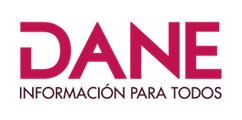 DANE
INFORMACIÓN PARA TODOS